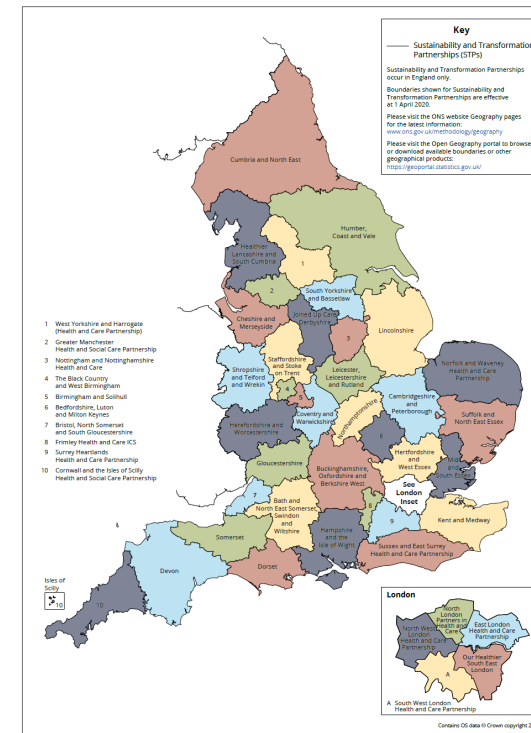 Key
Sustainability and Transformation
Partnerships (STPs)
Sustainability and Transformation Partnerships
occur in England only.
Boundaries shown for Sustainability and
Transformation Partnerships are effective
at 1 April 2020.
Please visit the ONS website Geography pages
for the latest information:
www.ons.gov.uk/methodology/geography
Please visit the Open Geography portal to browse
or download available boundaries or other
geographical products:
https://geoportal.statistics.gov.uk/
Cumbria and North East
Humber,
Coast and Vale
Healthier
Lancashire and
South Cumbria
1
2
South Yorkshire
and Bassetlaw
Cheshire and
Merseyside
Joined Up Care
Derbyshire
3
Lincolnshire
1 West Yorkshire and Harrogate
(Health and Care Partnership)
2 Greater Manchester
Health and Social Care Partnership
3 Nottingham and Nottinghamshire
Health and Care
4 The Black Country
and West Birmingham
5 Birmingham and Solihull
6 Bedfordshire, Luton
and Milton Keynes
7 Bristol, North Somerset
and South Gloucestershire
8 Frimley Health and Care ICS
9 Surrey Heartlands
Health and Care Partnership
10 Cornwall and the Isles of Scilly
Health and Social Care Partnership
Shropshire
and Telford
and Wrekin
Staffordshire
and Stoke
on Trent
Leicester,
Leicestershire
and Rutland
Norfolk and Waveney
Health and Care
Partnership
4
5
Herefordshire and
Worcestershire
Coventry and
Warwickshire
Northamptonshire
Cambridgeshire
and
Peterborough
Suffolk and
North East Essex
6
Gloucestershire
Buckinghamshire,
Oxfordshire and
Berkshire West
Hertfordshire
and
West Essex
Mid
and
South Essex
See
London
Inset
7
Bath and
North East Somerset,
Swindon
and
Wiltshire
8
9
Kent and Medway
Somerset
Hampshire
and the
Isle of Wight
Sussex and East Surrey
Health and Care Partnership
Devon
Dorset
Isles of
Scilly
10
10
London
North
London
Partners in
Health and
Care
North West
London
Health and Care
Partnership
East London
Health and Care
Partnership
Our Healthier
South East
London
A
A South West London
Health and Care Partnership
Contains OS data © Crown copyright 2